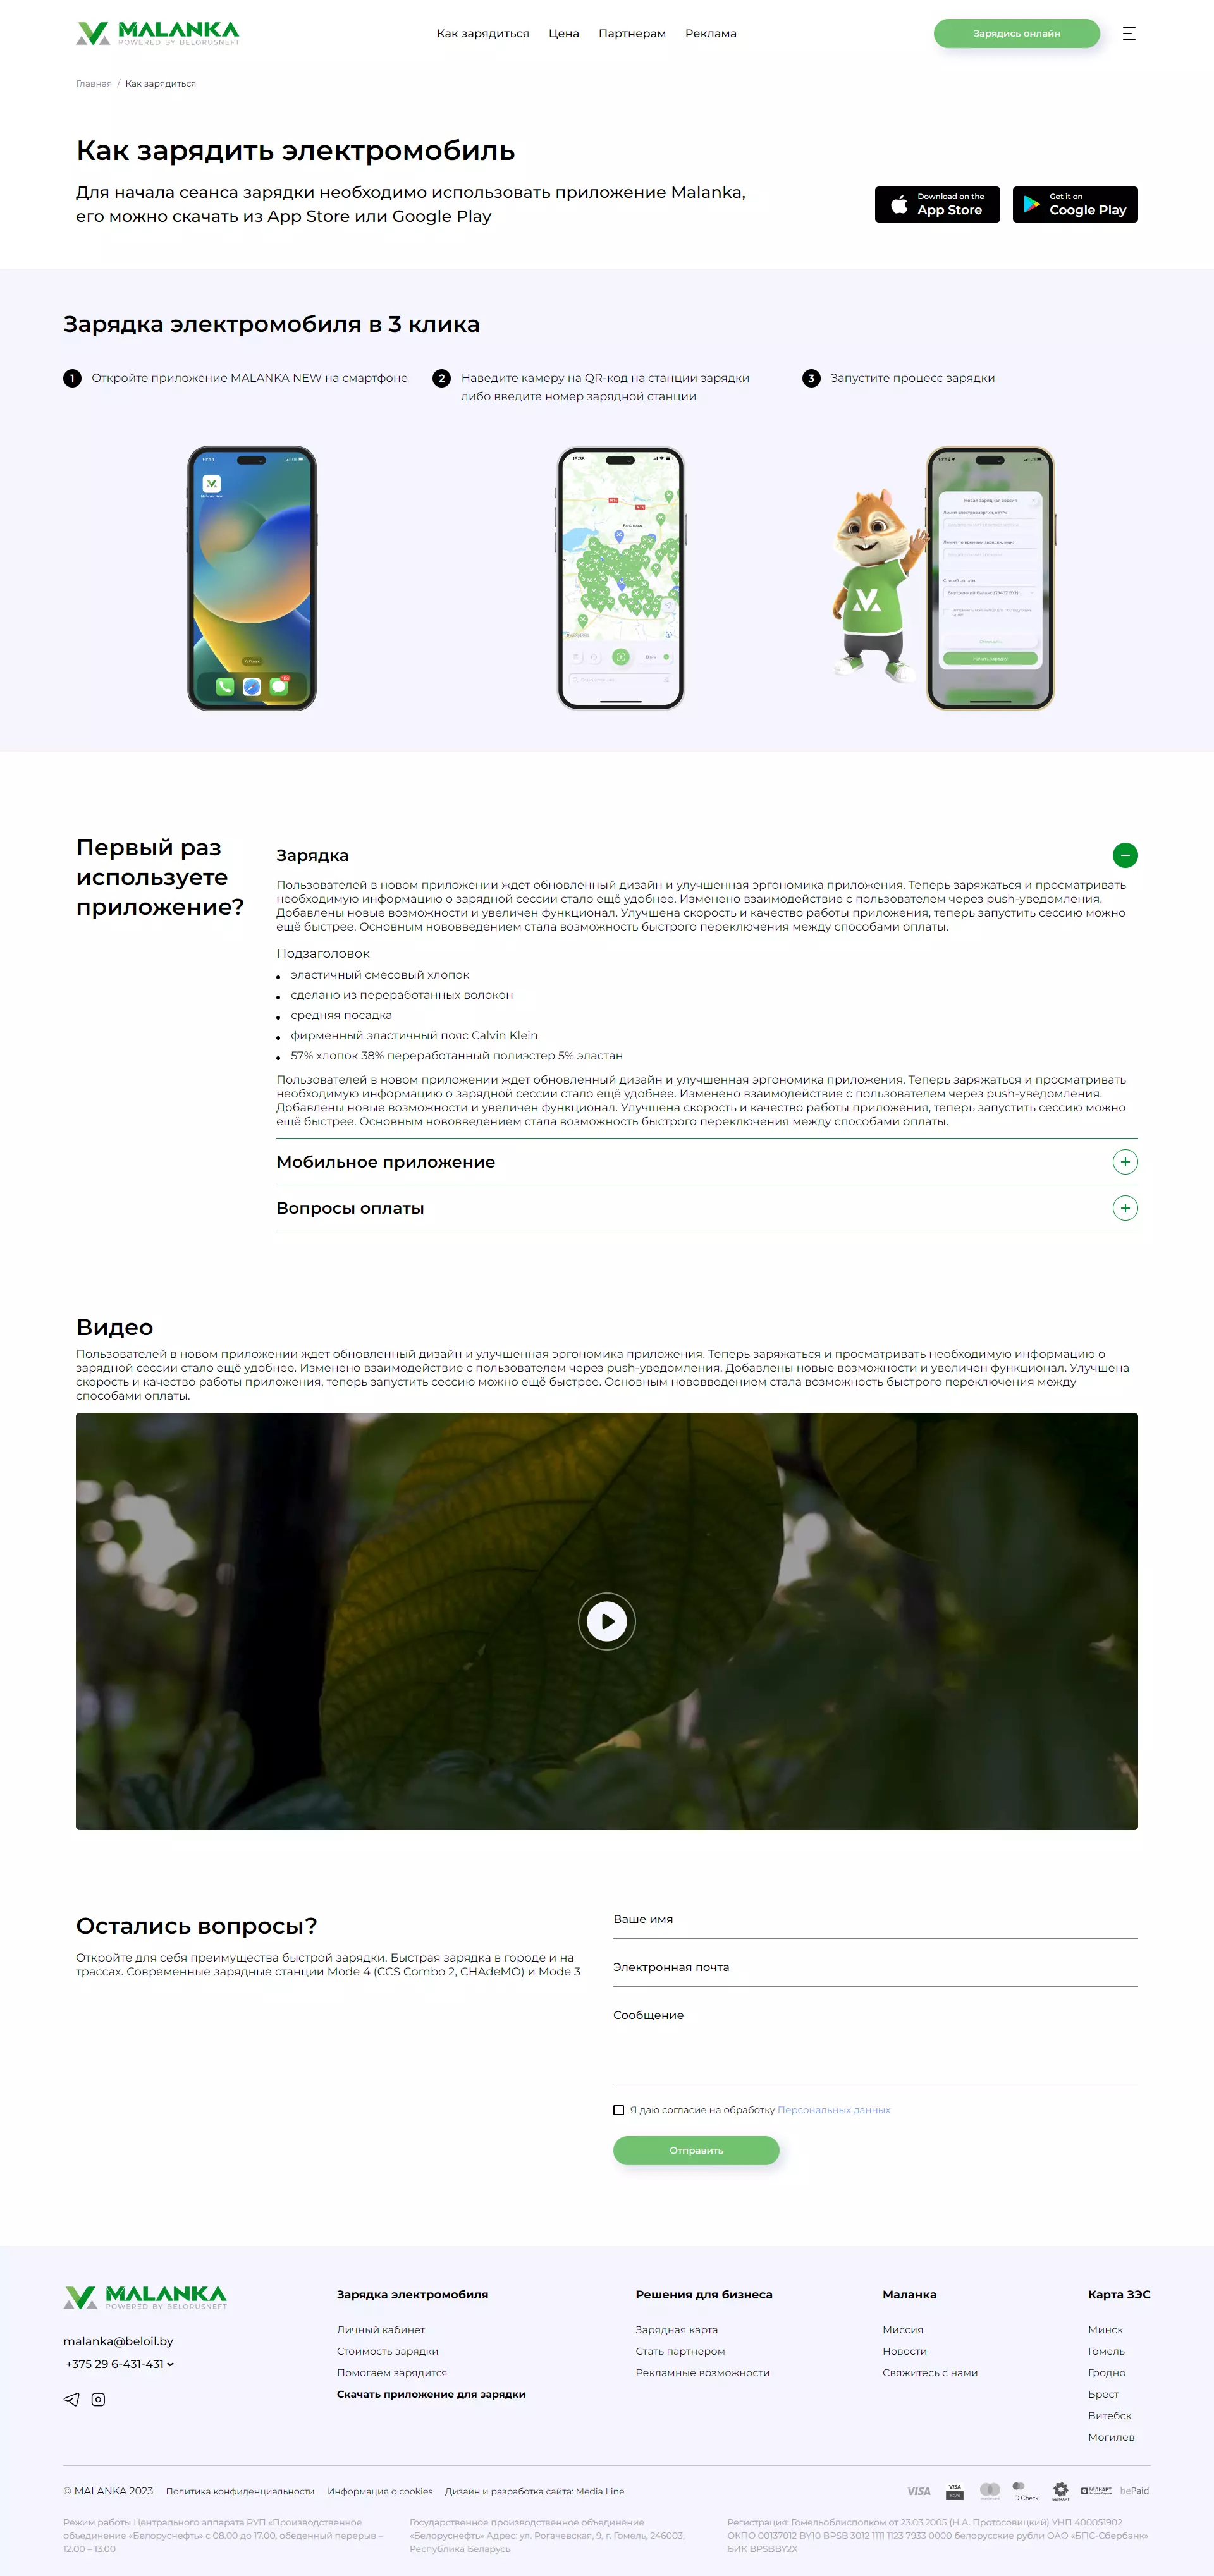 MALANKA
POWERED BY BELORUSNEFT
Как зарядиться
Цена
Партнерам
Реклама
Зарядись онлайн
Главная / Как зарядиться
Как зарядить электромобиль
Для начала сеанса зарядки необходимо использовать приложение Malanka,
его можно скачать из App Store или Google Play
Download on the
App Store
Get it on
Coogle Play
Зарядка электромобиля в 3 клика
1 Откройте приложение MALANKA NEW на смартфоне
2 Наведите камеру на QR-код на станции зарядки
либо введите номер зарядной станции
3 Запустите процесс зарядки
14:44
16:38
14:46
Новая зарядная сессия
Начать зарядку
Первый раз
используете
приложение?
Зарядка
Пользователей в новом приложении ждет обновленный дизайн и улучшенная эргономика приложения. Теперь заряжаться и просматривать
необходимую информацию о зарядной сессии стало ещё удобнее. Изменено взаимодействие с пользователем через push-уведомления.
Добавлены новые возможности и увеличен функционал. Улучшена скорость и качество работы приложения, теперь запустить сессию можно
ещё быстрее. Основным нововведением стала возможность быстрого переключения между способами оплаты.
Подзаголовок
эластичный смесовый хлопок
сделано из переработанных волокон
средняя посадка
фирменный эластичный пояс Calvin Klein
57% хлопок 38% переработанный полиэстер 5% эластан
Пользователей в новом приложении ждет обновленный дизайн и улучшенная эргономика приложения. Теперь заряжаться и просматривать
необходимую информацию о зарядной сессии стало ещё удобнее. Изменено взаимодействие с пользователем через push-уведомления.
Добавлены новые возможности и увеличен функционал. Улучшена скорость и качество работы приложения, теперь запустить сессию можно
ещё быстрее. Основным нововведением стала возможность быстрого переключения между способами оплаты.
Мобильное приложение
Вопросы оплаты
Видео
Пользователей в новом приложении ждет обновленный дизайн и улучшенная эргономика приложения. Теперь заряжаться и просматривать необходимую информацию о
зарядной сессии стало ещё удобнее. Изменено взаимодействие с пользователем через push-уведомления. Добавлены новые возможности и увеличен функционал. Улучшена
скорость и качество работы приложения, теперь запустить сессию можно ещё быстрее. Основным нововведением стала возможность быстрого переключения между
способами оплаты.
Остались вопросы?
Откройте для себя преимущества быстрой зарядки. Быстрая зарядка в городе и на
трассах. Современные зарядные станции Mode 4 (CCS Combo 2, CHAdeMO) и Mode 3
Ваше имя
Электронная почта
Сообщение
Я даю согласие на обработку Персональных данных
Отправить
MALANKA
POWERED BY BELORUSNEFT
malanka@beloil.by
+375 29 6-431-431
Зарядка электромобиля
Личный кабинет
Стоимость зарядки
Помогаем зарядится
Скачать приложение для зарядки
Решения для бизнеса
Зарядная карта
Стать партнером
Рекламные возможности
Маланка
Миссия
Новости
Свяжитесь с нами
Карта ЗЭС
Минск
Гомель
Гродно
Брест
Витебск
Могилев
© MALANKA 2023
Политика конфиденциальности
Информация о cookies
Дизайн и разработка сайта: Media Line
VISA
VISA
ID Check
БЕЛКАРТ
БЕЛКАРТ
bePaid
Режим работы Центрального аппарата РУП «Производственное
объединение «Белоруснефть» с 08.00 до 17.00, обеденный перерыв –
12.00 – 13.00
Государственное производственное объединение
«Белоруснефть» Адрес: ул. Рогачевская, 9, г. Гомель, 246003,
Республика Беларусь
Регистрация: Гомельоблисполком от 23.03.2005 (Н.А. Протосовицкий) УНП 400051902
ОКПО 00137012 BY10 BPSB 3012 1111 1123 7933 0000 белорусские рубли ОАО «БПС-Сбербанк»
БИК BPSBBY2X